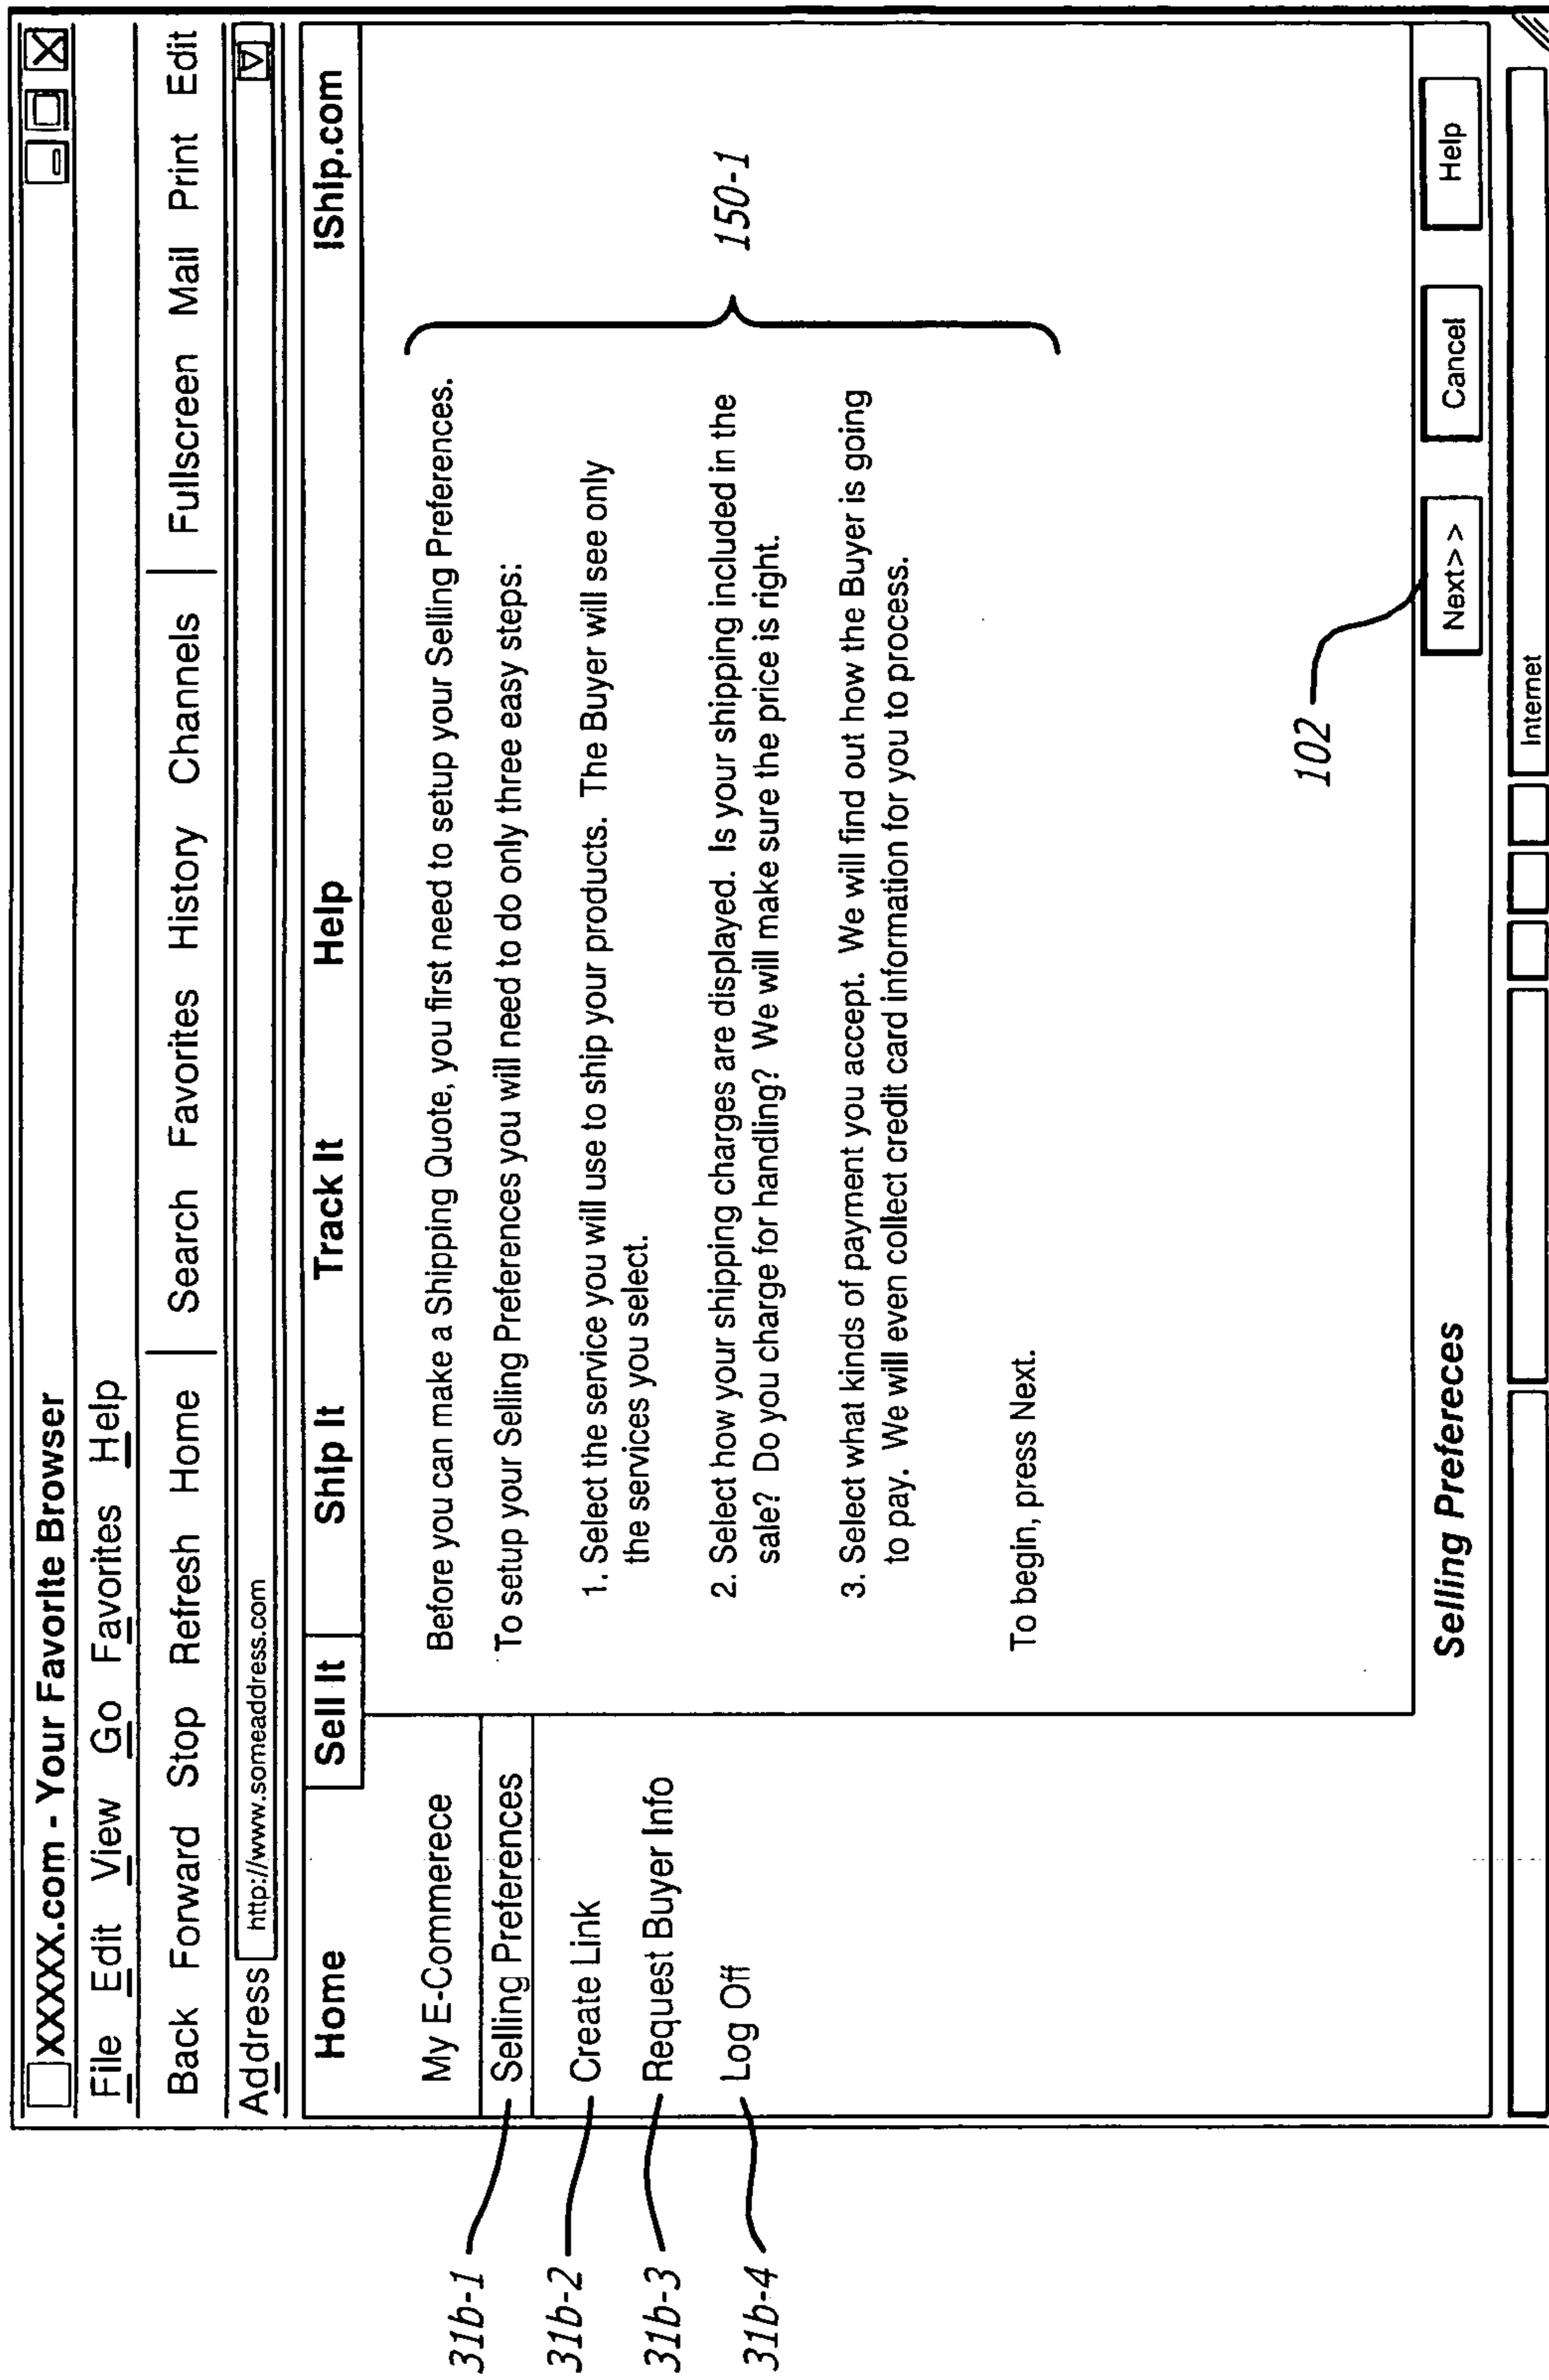 XXXXX.com - Your Favorite Browser
File Edit View Go Favorites Help
Back Forward Stop Refresh Home Search Favorites History Channels Fullscreen Mail Print Edit
Address http://www.someaddress.com
Home Sell It Ship It Track It Help IShip.com
My E-Commerece
31b-1 Selling Preferences
31b-2 Create Link
31b-3 Request Buyer Info
31b-4 Log Off
Before you can make a Shipping Quote, you first need to setup your Selling Preferences.
To setup your Selling Preferences you will need to do only three easy steps:
1. Select the service you will use to ship your products. The Buyer will see only
the services you select.
2. Select how your shipping charges are displayed. Is your shipping included in the
sale? Do you charge for handling? We will make sure the price is right.
3. Select what kinds of payment you accept. We will find out how the Buyer is going
to pay. We will even collect credit card information for you to process.
To begin, press Next.
150-1
102
Selling Prefereces
Next>> Cancel Help
Internet